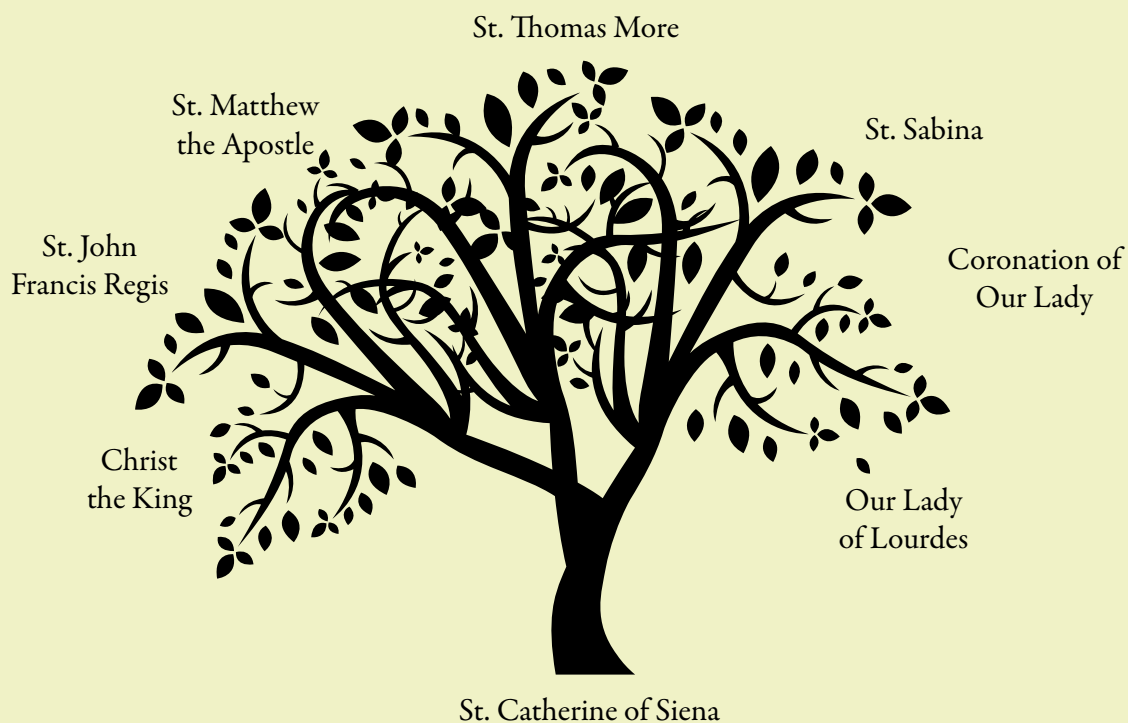 St. Thomas More
St. Matthew
the Apostle
St. Sabina
St. John
Francis Regis
Coronation of
Our Lady
Christ
the King
Our Lady
of Lourdes
St. Catherine of Siena